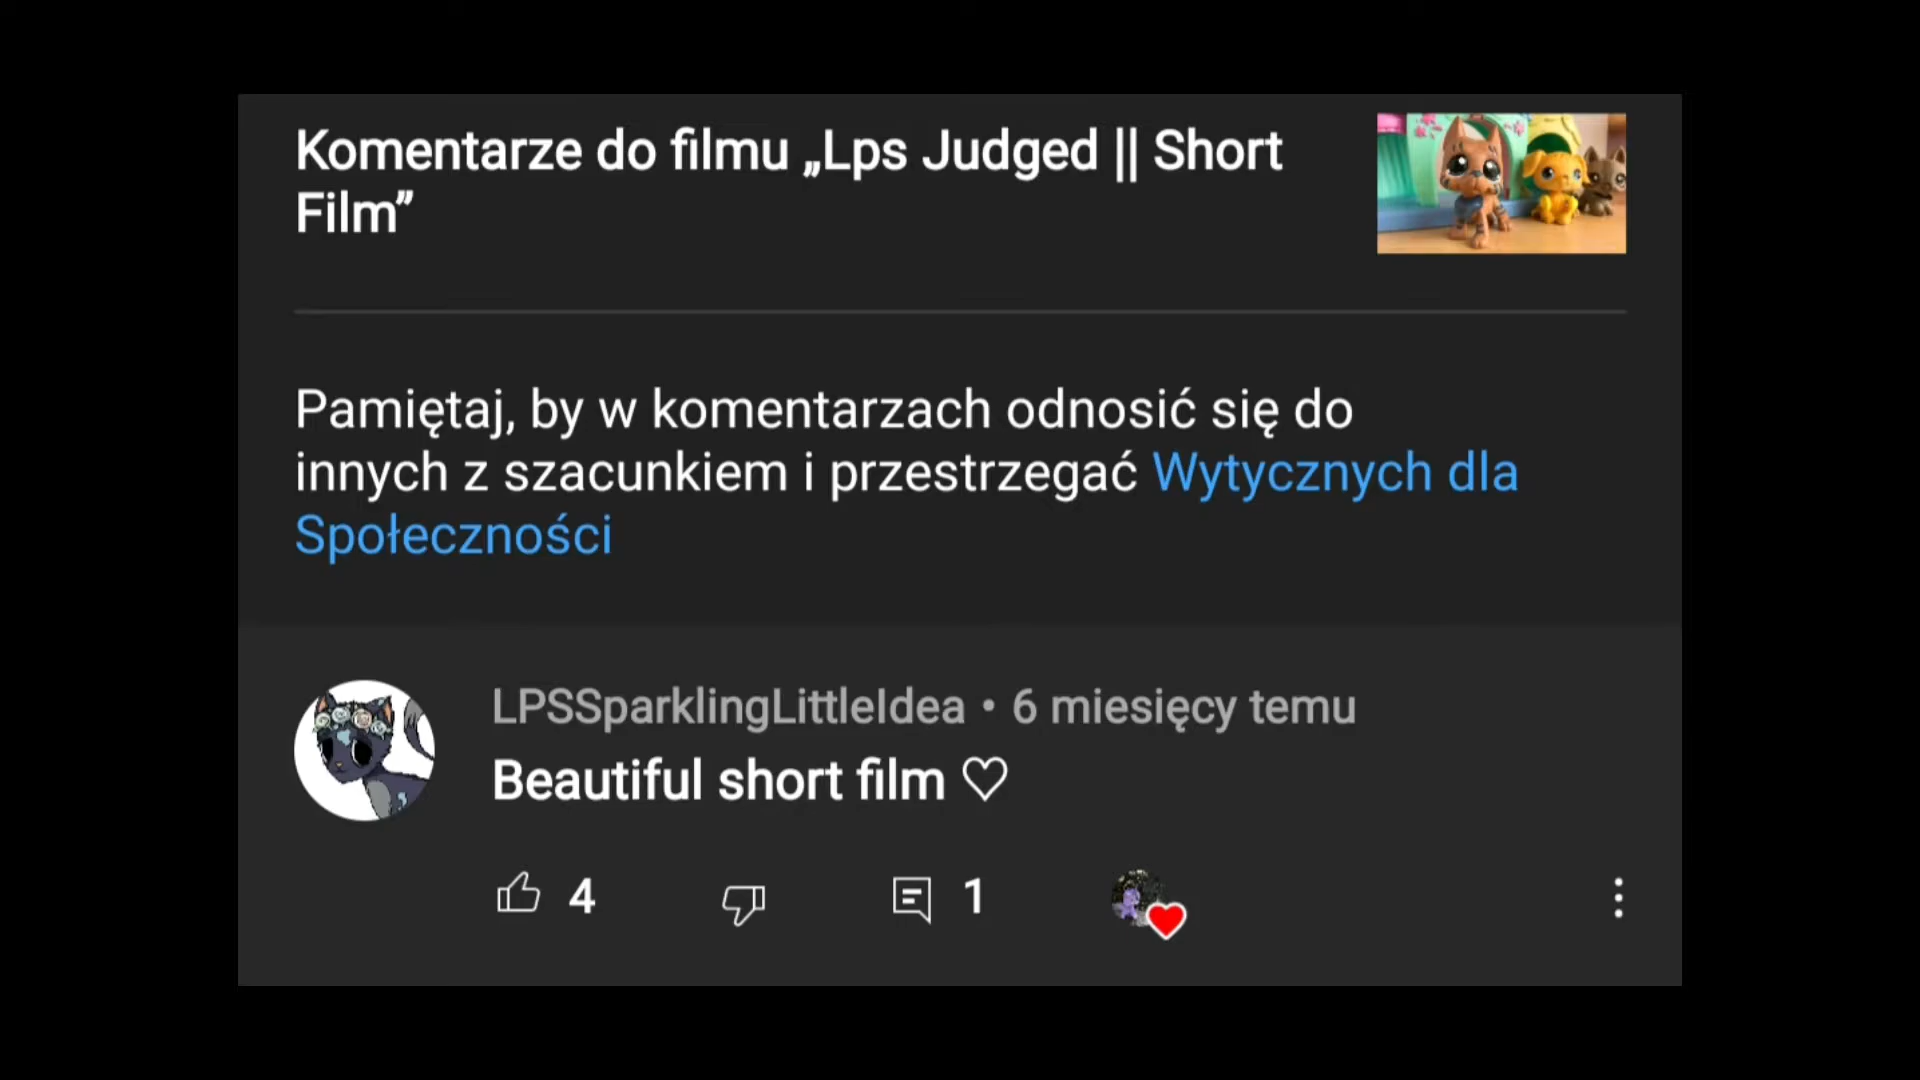 Komentarze do filmu „Lps Judged || Short
Film”
Pamiętaj, by w komentarzach odnosić się do
innych z szacunkiem i przestrzegać Wytycznych dla
Społeczności
LPSSparklingLittleIdea • 6 miesięcy temu
Beautiful short film ♡
4 1